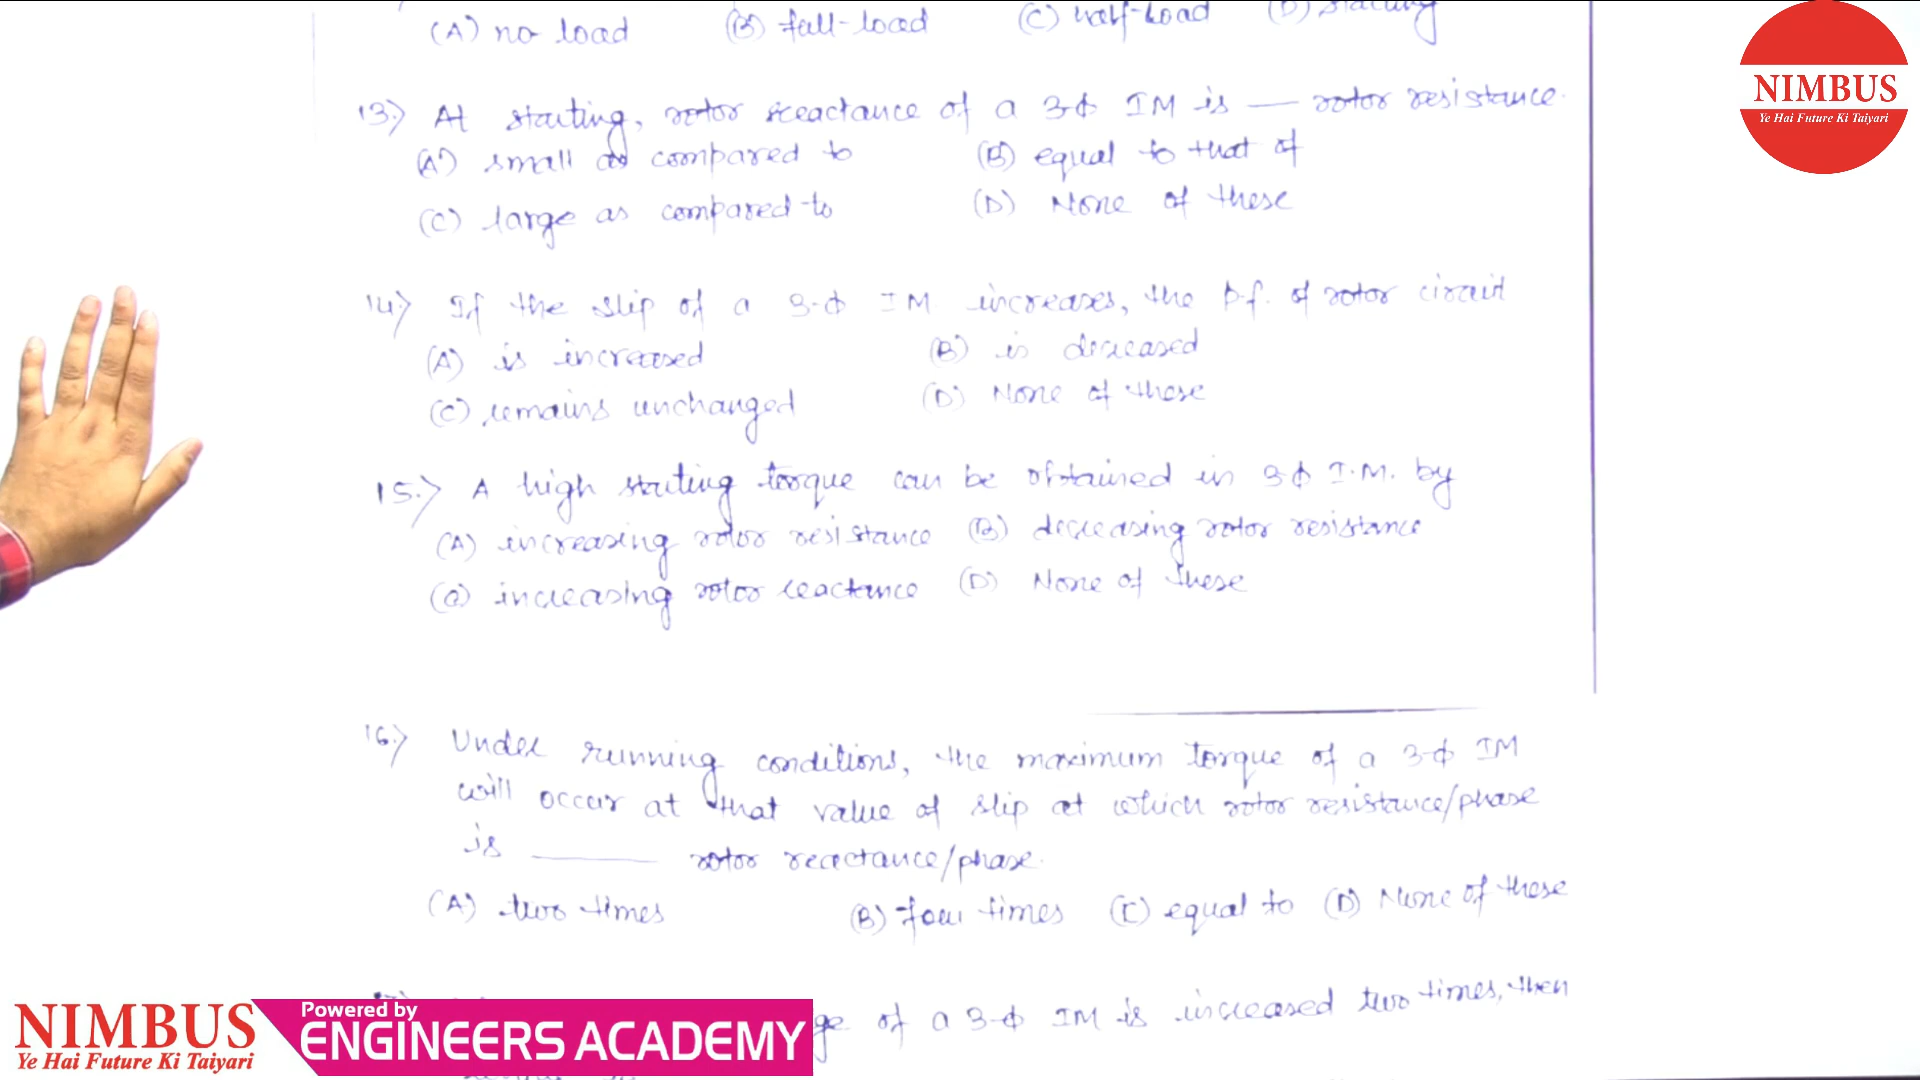 (A) no load (B) full-load (C) half-load (D) starting
NIMBUS
Ye Hai Future Ki Taiyari
13.) At starting, rotor reactance of a 3-ϕ IM is — rotor resistance.
(A) small as compared to (B) equal to that of
(C) large as compared to (D) None of these
14.) If the slip of a 3-ϕ IM increases, the p.f. of rotor circuit
(A) is increased (B) is decreased
(C) remains unchanged (D) None of these
15.) A high starting torque can be obtained in 3-ϕ I.M. by
(A) increasing rotor resistance (B) decreasing rotor resistance
(C) increasing rotor reactance (D) None of these
16.) Under running conditions, the maximum torque of a 3-ϕ IM
will occur at that value of slip at which rotor resistance/phase
is ______ rotor reactance/phase.
(A) two times (B) four times (C) equal to (D) None of these
of a 3-ϕ IM is increased two times, then
NIMBUS
Ye Hai Future Ki Taiyari
Powered by
ENGINEERS ACADEMY